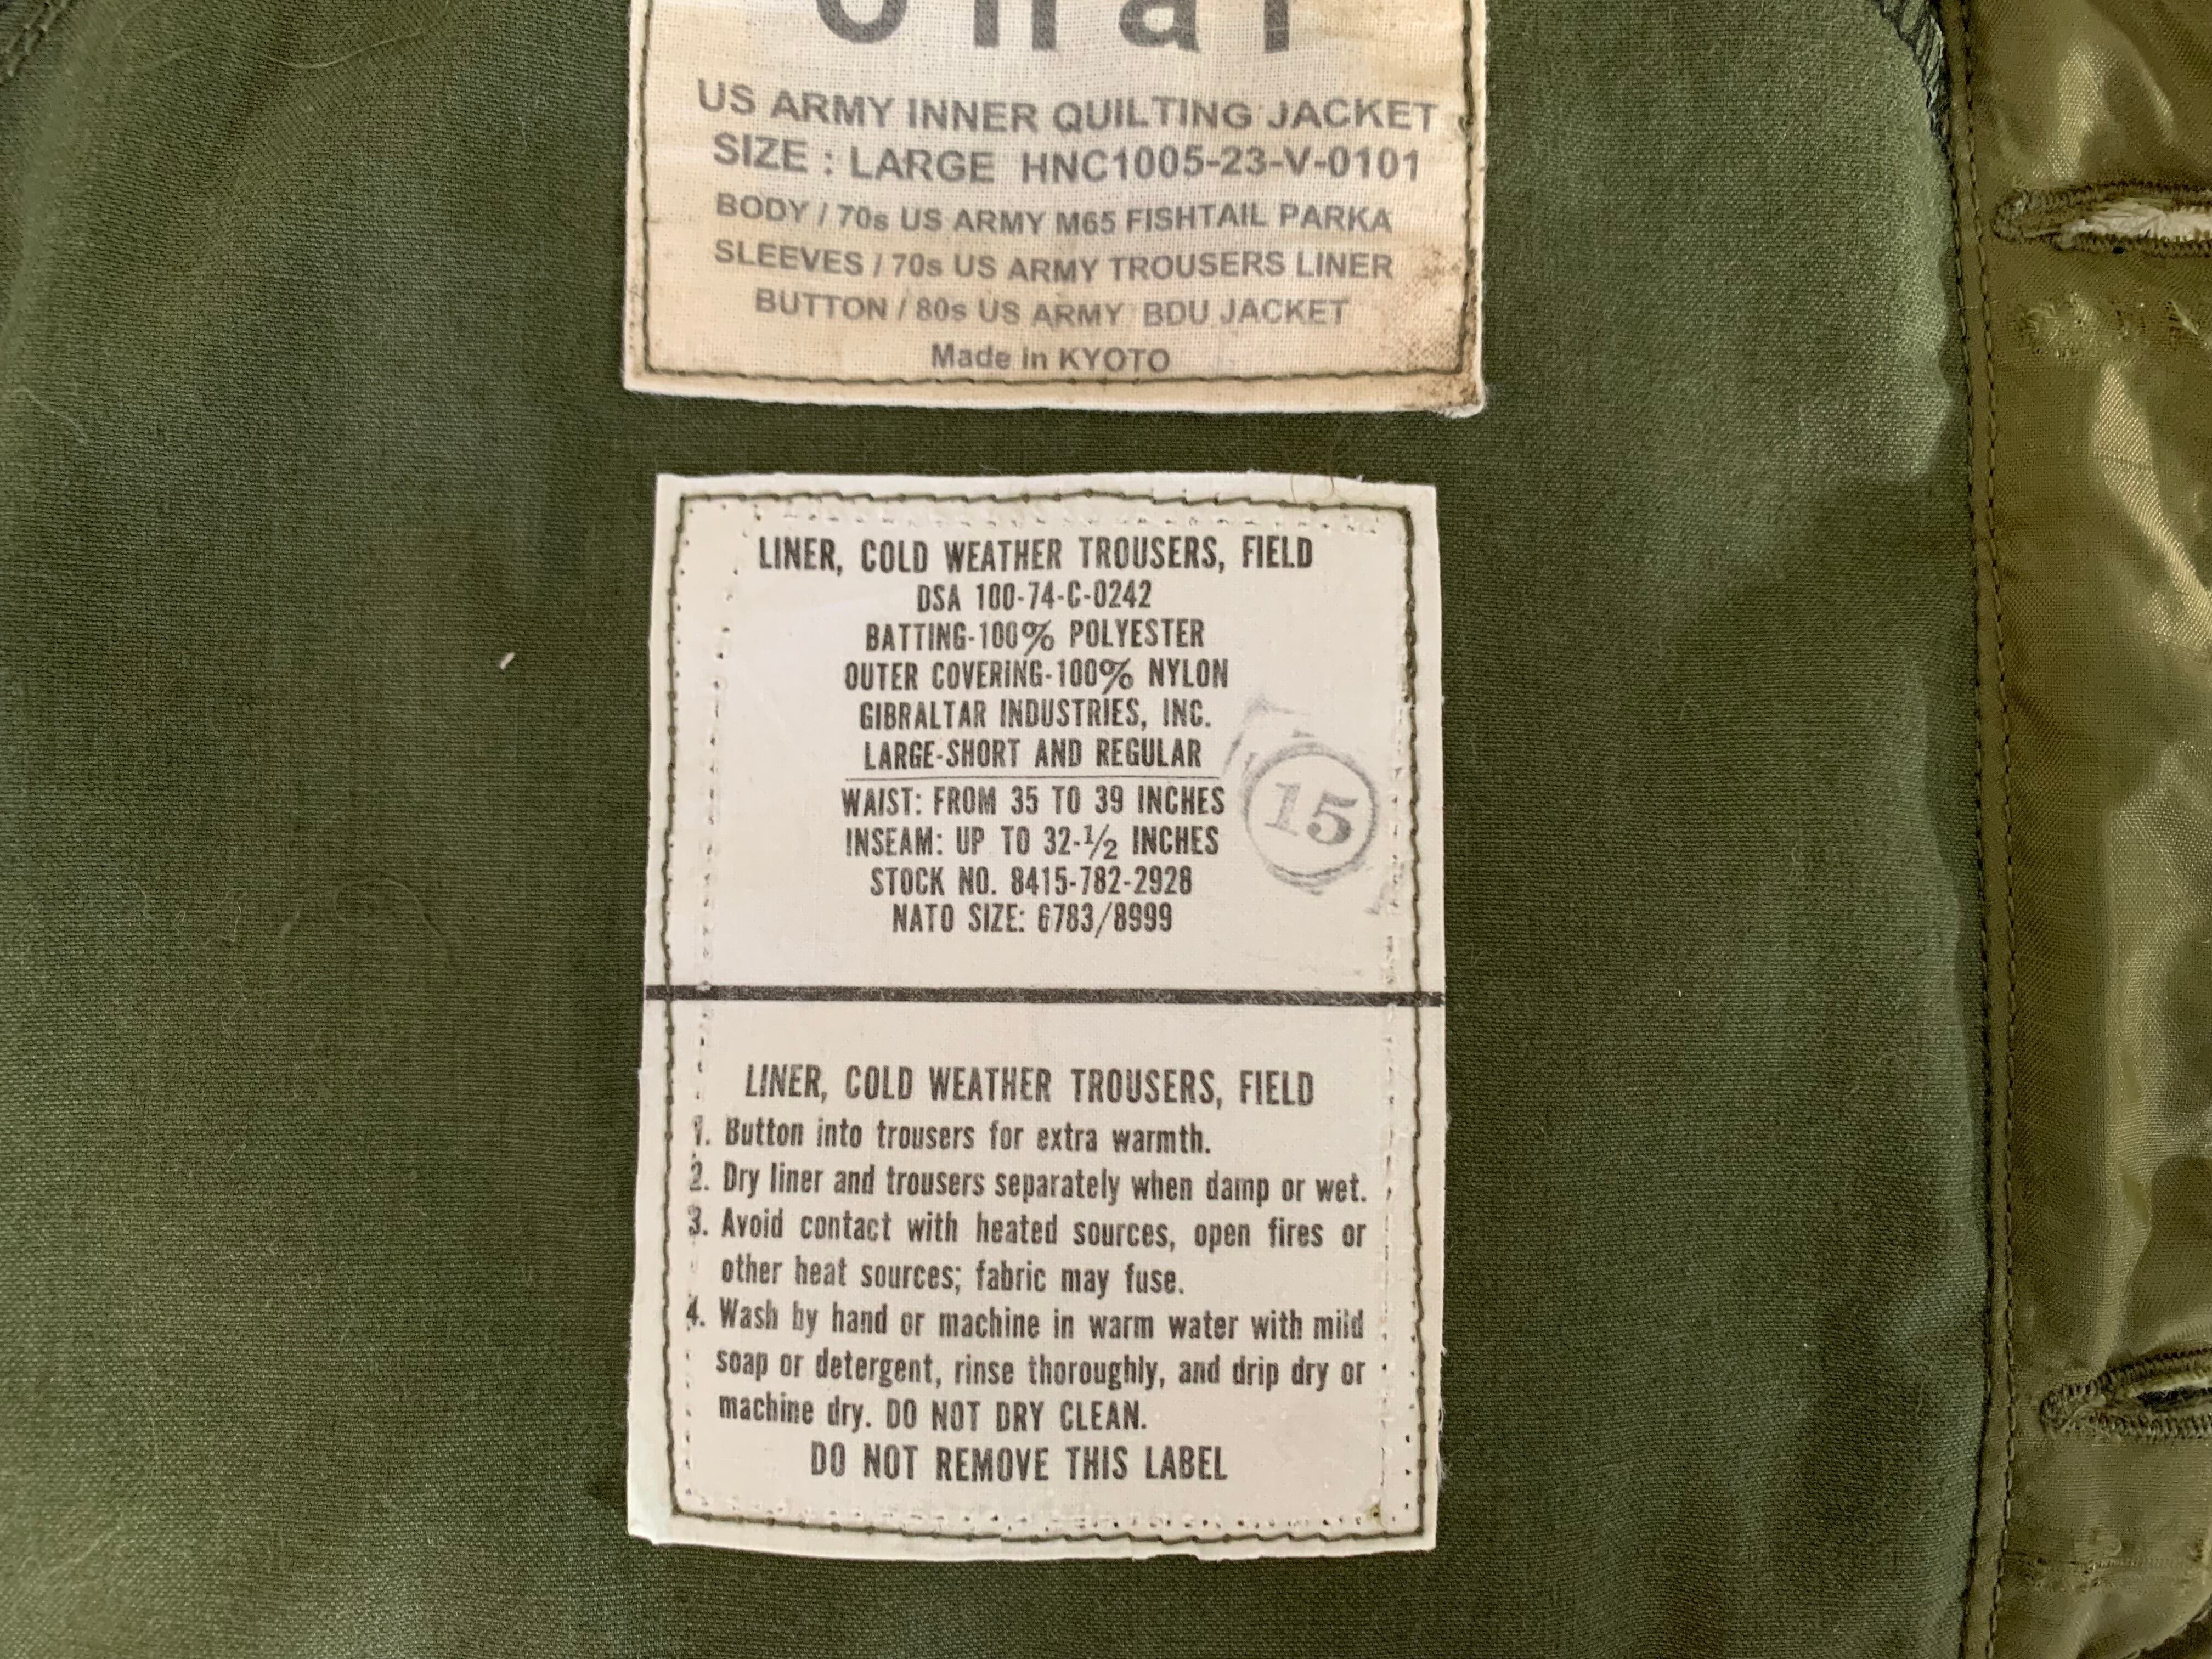 US ARMY INNER QUILTING JACKET
SIZE : LARGE HNC1005-23-V-0101
BODY / 70s US ARMY M65 FISHTAIL PARKA
SLEEVES / 70s US ARMY TROUSERS LINER
BUTTON / 80s US ARMY BDU JACKET
Made in KYOTO
LINER, COLD WEATHER TROUSERS, FIELD
DSA 100-74-C-0242
BATTING-100% POLYESTER
OUTER COVERING-100% NYLON
GIBRALTAR INDUSTRIES, INC.
LARGE-SHORT AND REGULAR
WAIST: FROM 35 TO 39 INCHES
INSEAM: UP TO 32-½ INCHES
STOCK NO. 8415-782-2928
NATO SIZE: 6783/8999
15
LINER, COLD WEATHER TROUSERS, FIELD
1. Button into trousers for extra warmth.
2. Dry liner and trousers separately when damp or wet.
3. Avoid contact with heated sources, open fires or
other heat sources; fabric may fuse.
4. Wash by hand or machine in warm water with mild
soap or detergent, rinse thoroughly, and drip dry or
machine dry. DO NOT DRY CLEAN.
DO NOT REMOVE THIS LABEL